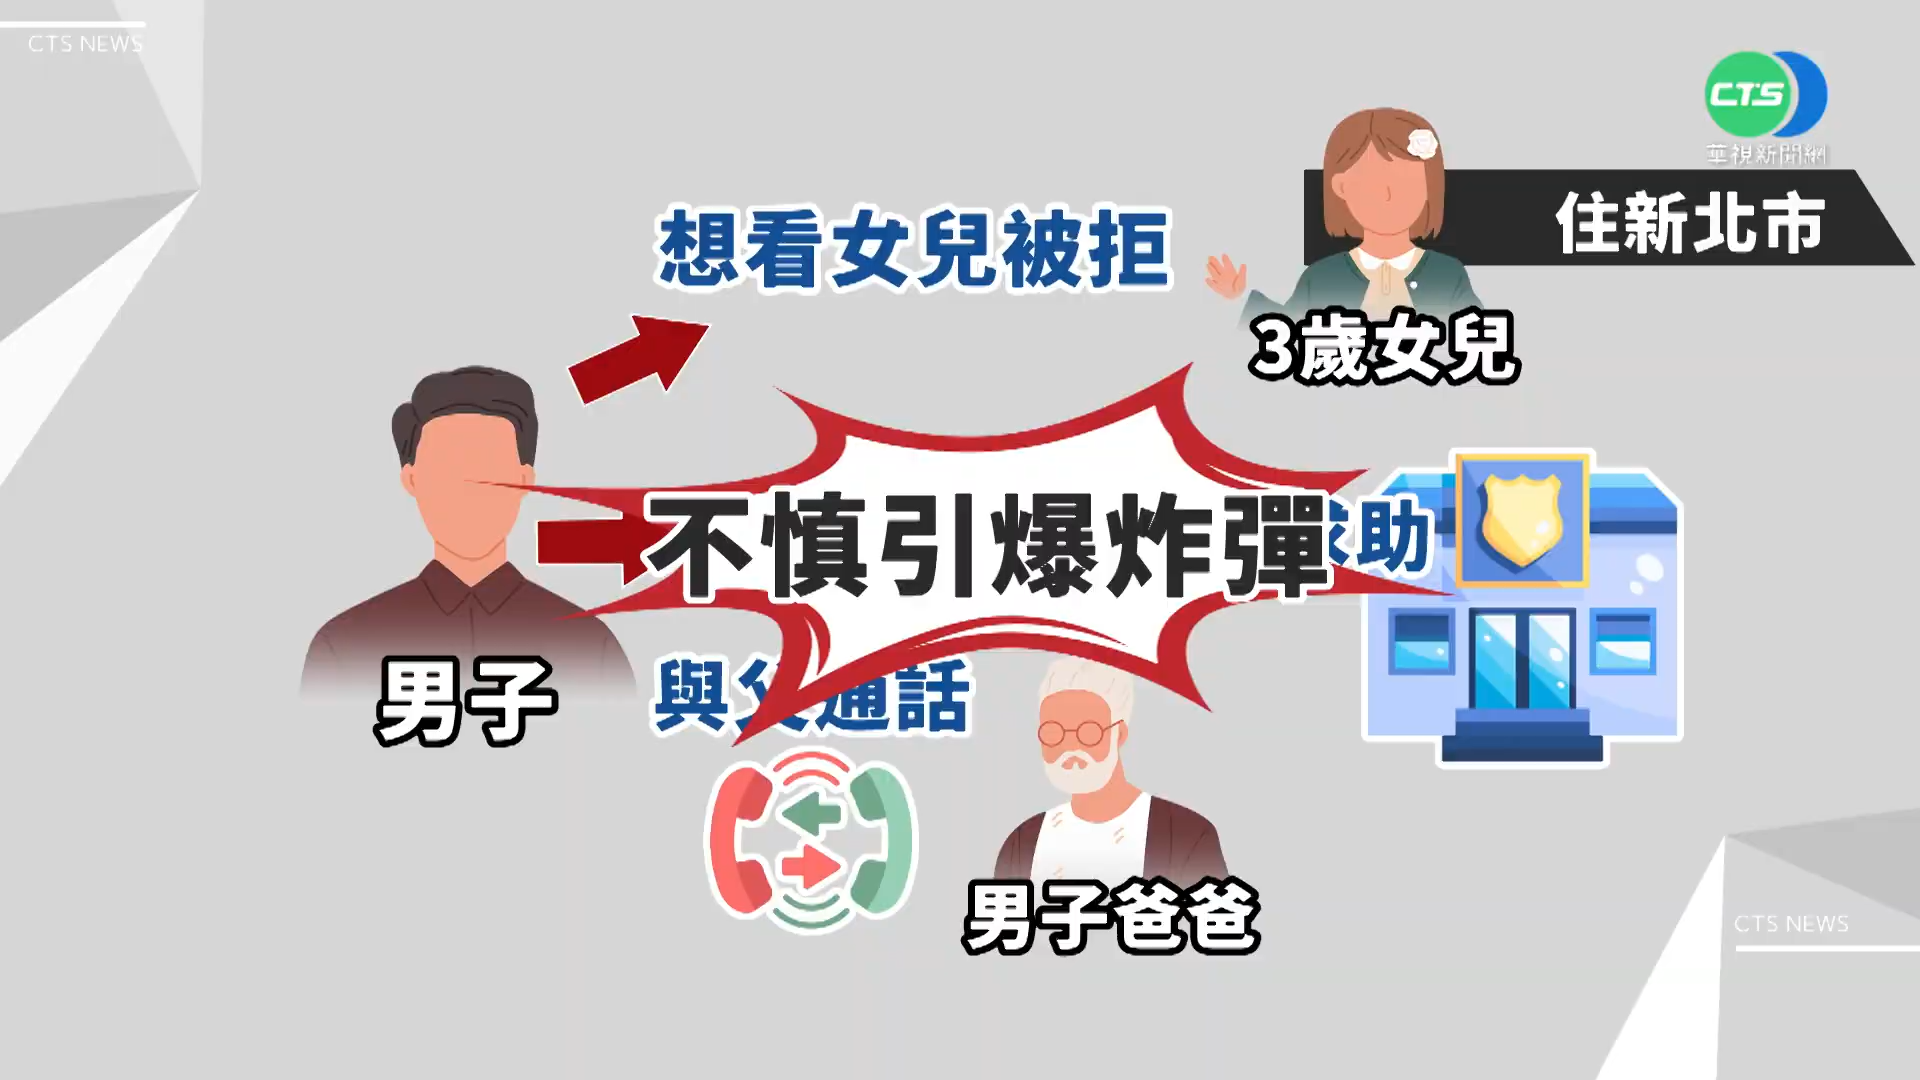 CTS NEWS
CTS
華視新聞網
住新北市
想看女兒被拒
3歲女兒
不慎引爆炸彈
助
男子
與父通話
男子爸爸
CTS NEWS